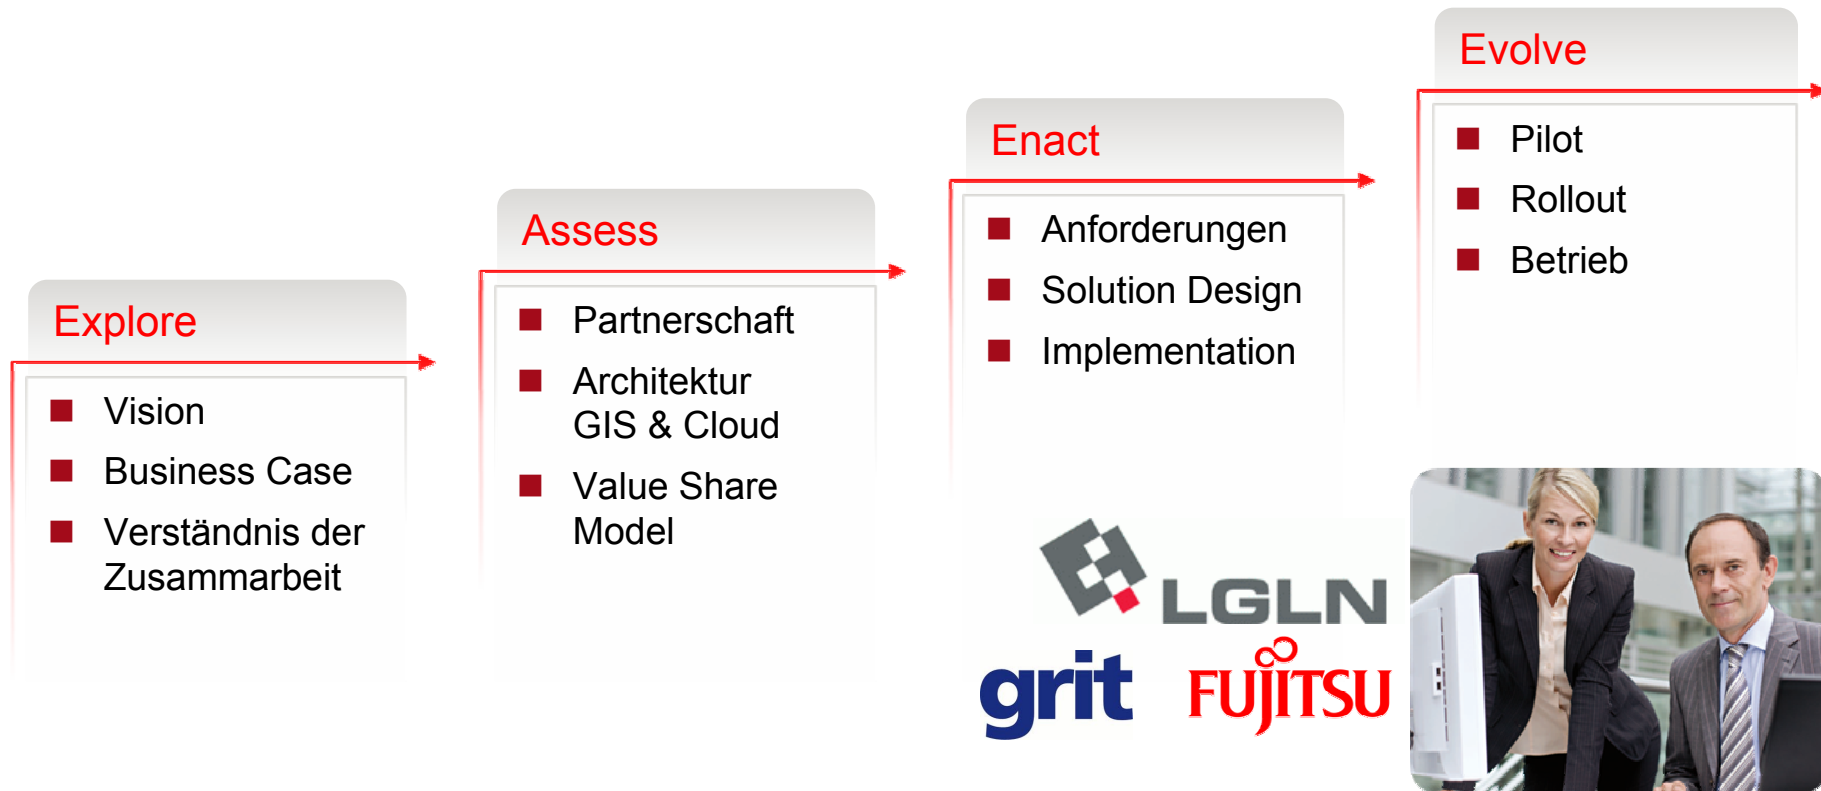 Explore
Vision
Business Case
Verständnis der
Zusammarbeit
Assess
Partnerschaft
Architektur
GIS & Cloud
Value Share
Model
Enact
Anforderungen
Solution Design
Implementation
Evolve
Pilot
Rollout
Betrieb
LGLN
grit
FUJITSU